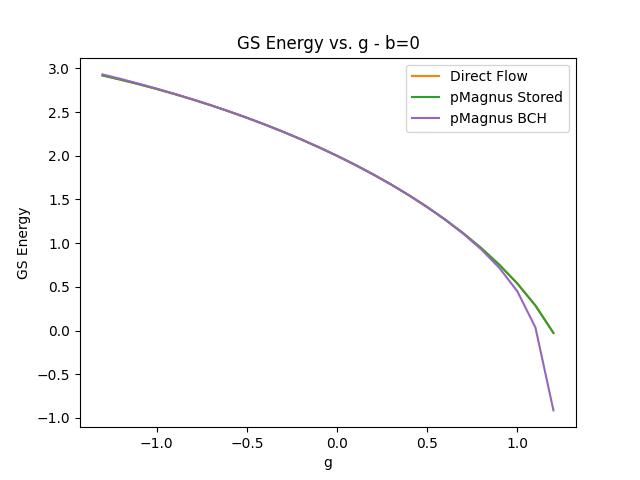 GS Energy vs. g - b=0
Direct Flow
pMagnus Stored
pMagnus BCH
GS Energy
3.0
2.5
2.0
1.5
1.0
0.5
0.0
−0.5
−1.0
−1.0
−0.5
0.0
0.5
1.0
g